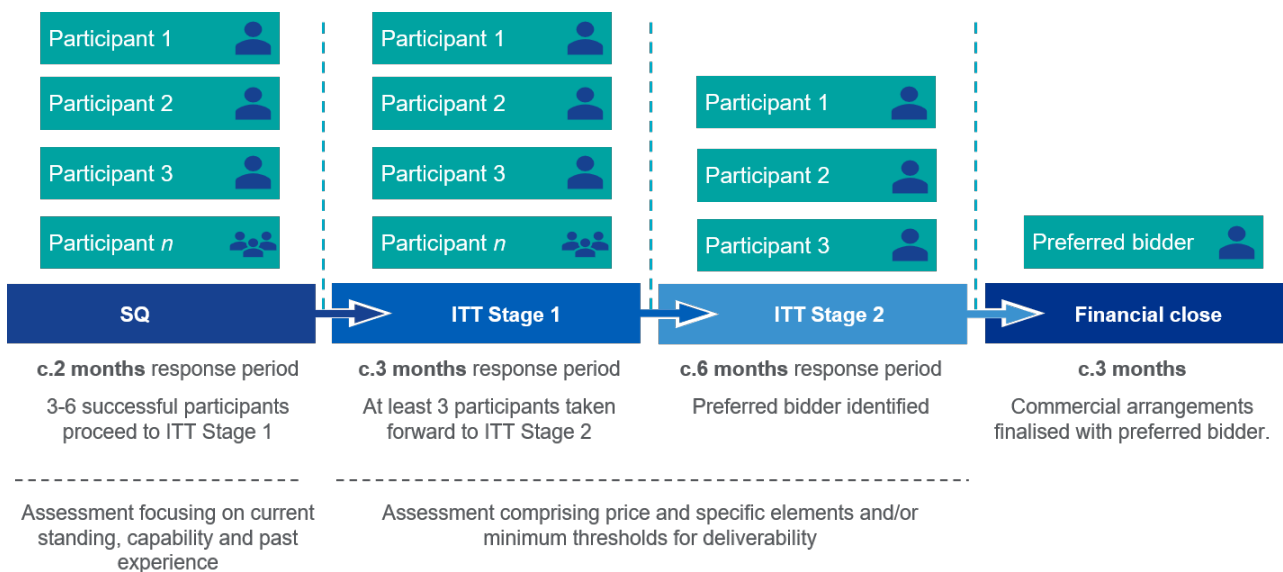 Participant 1
Participant 2
Participant 3
Participant n
Participant 1
Participant 2
Participant 3
Participant n
Participant 1
Participant 2
Participant 3
Preferred bidder
SQ
ITT Stage 1
ITT Stage 2
Financial close
c.2 months response period
3-6 successful participants
proceed to ITT Stage 1
c.3 months response period
At least 3 participants taken
forward to ITT Stage 2
c.6 months response period
Preferred bidder identified
c.3 months
Commercial arrangements
finalised with preferred bidder.
Assessment focusing on current
standing, capability and past
experience
Assessment comprising price and specific elements and/or
minimum thresholds for deliverability